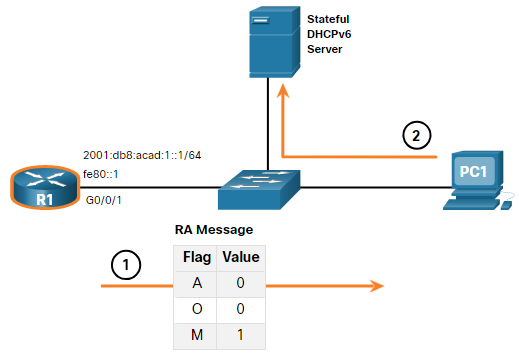 Stateful
DHCPv6
Server
2
2001:db8:acad:1::1/64
fe80::1
R1
G0/0/1
PC1
RA Message
1
Flag Value
A 0
O 0
M 1